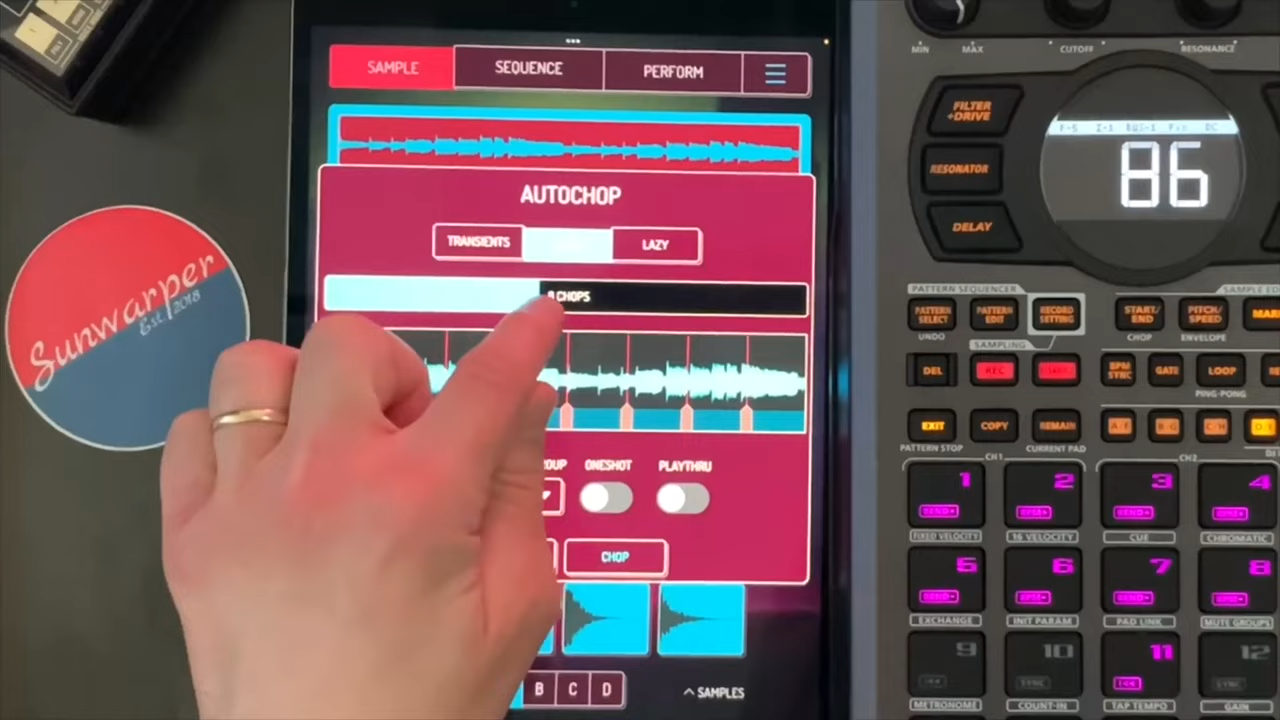 SAMPLE SEQUENCE PERFORM
AUTOCHOP
TRANSIENTS LAZY
8 CHOPS
ONESHOT PLAYTHRU
CHOP
B C D SAMPLES
Sunwarper
Est. 2018
MIN MAX CUTOFF RESONANCE
FILTER
+DRIVE
RESONATOR
DELAY
86
PATTERN SEQUENCER
PATTERN SELECT PATTERN EDIT RECORD SETTING START/END PITCH/SPEED
UNDO CHOP ENVELOPE
SAMPLING
DEL REC BPM SYNC GATE LOOP
PING-PONG
EXIT COPY REMAIN
PATTERN STOP CURRENT PAD
CH1 CH2
1 2 3 4
FIXED VELOCITY 16 VELOCITY CUE CHROMATIC
5 6 7 8
EXCHANGE INIT PARAM PAD LINK MUTE GROUPS
9 10 11 12
METRONOME COUNT-IN TAP TEMPO GAIN